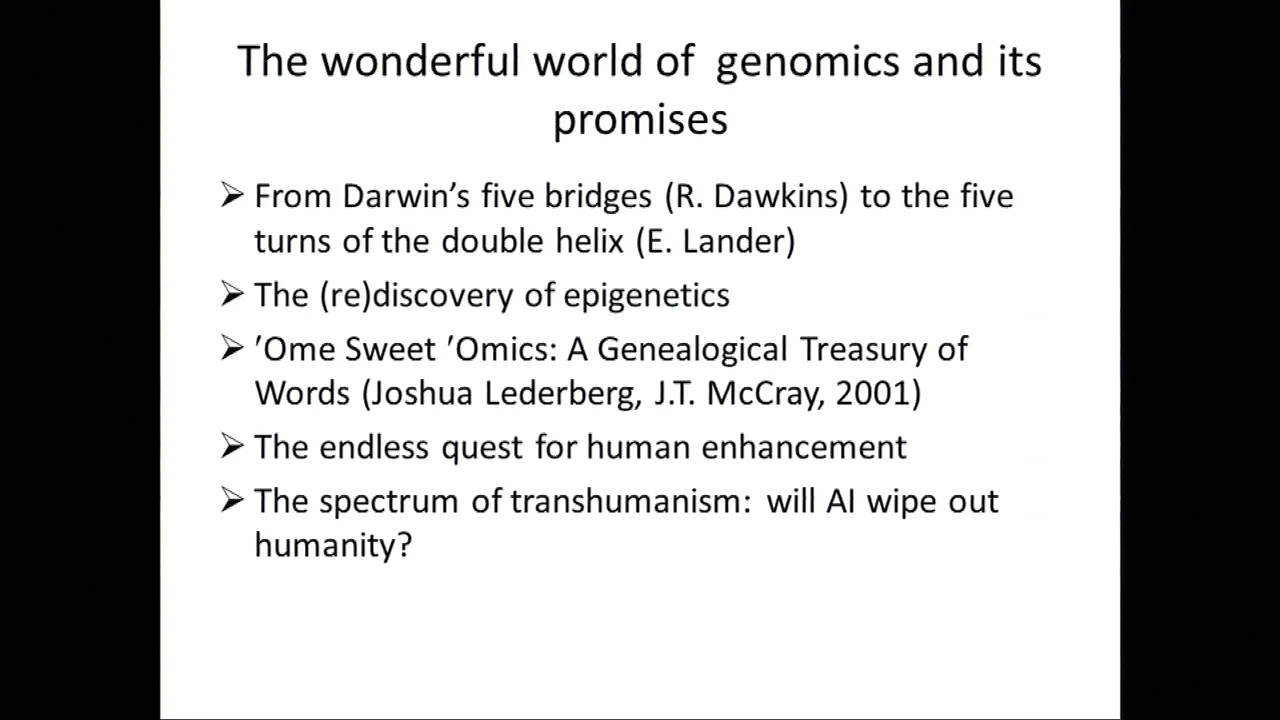 The wonderful world of  genomics and its
promises
➢ From Darwin’s five bridges (R. Dawkins) to the five
turns of the double helix (E. Lander)
➢ The (re)discovery of epigenetics
➢ ′Ome Sweet ′Omics: A Genealogical Treasury of
Words (Joshua Lederberg, J.T. McCray, 2001)
➢ The endless quest for human enhancement
➢ The spectrum of transhumanism:  will AI wipe out
humanity?